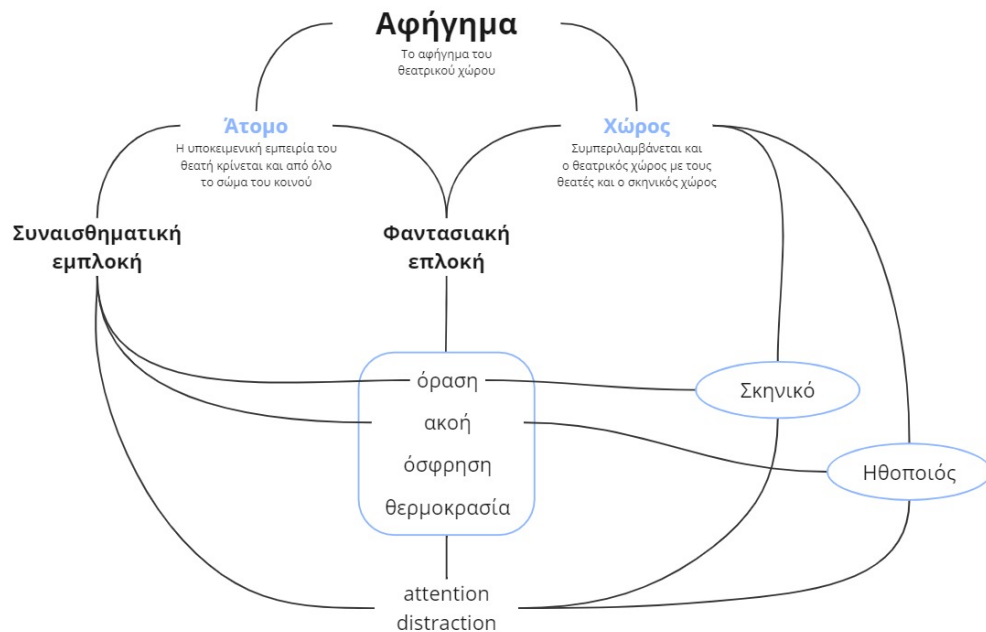 Αφήγημα
Το αφήγημα του
θεατρικού χώρου
Άτομο
Η υποκειμενική εμπειρία του
θεατή κρίνεται και από όλο
το σώμα του κοινού
Χώρος
Συμπεριλαμβάνεται και
ο θεατρικός χώρος με τους
θεατές και ο σκηνικός χώρος
Συναισθηματική
εμπλοκή
Φαντασιακή
επλοκή
όραση
ακοή
όσφρηση
θερμοκρασία
Σκηνικό
Ηθοποιός
attention
distraction